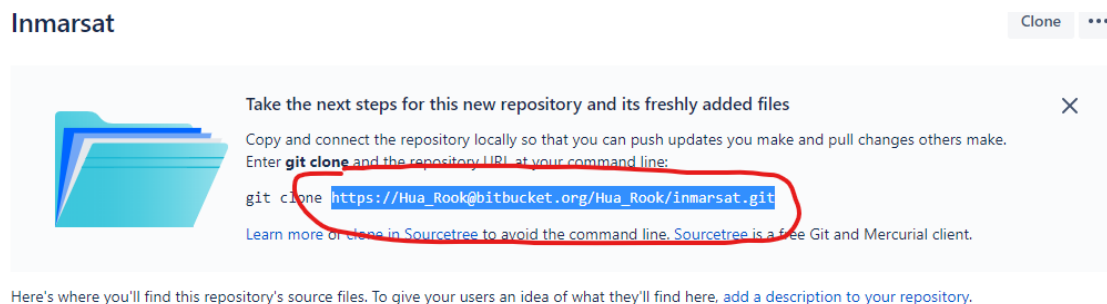 Inmarsat
Clone
Take the next steps for this new repository and its freshly added files
Copy and connect the repository locally so that you can push updates you make and pull changes others make.
Enter git clone and the repository URL at your command line:
git clone https://Hua_Rook@bitbucket.org/Hua_Rook/inmarsat.git
Learn more or clone in Sourcetree to avoid the command line. Sourcetree is a free Git and Mercurial client.
Here's where you'll find this repository's source files. To give your users an idea of what they'll find here, add a description to your repository.